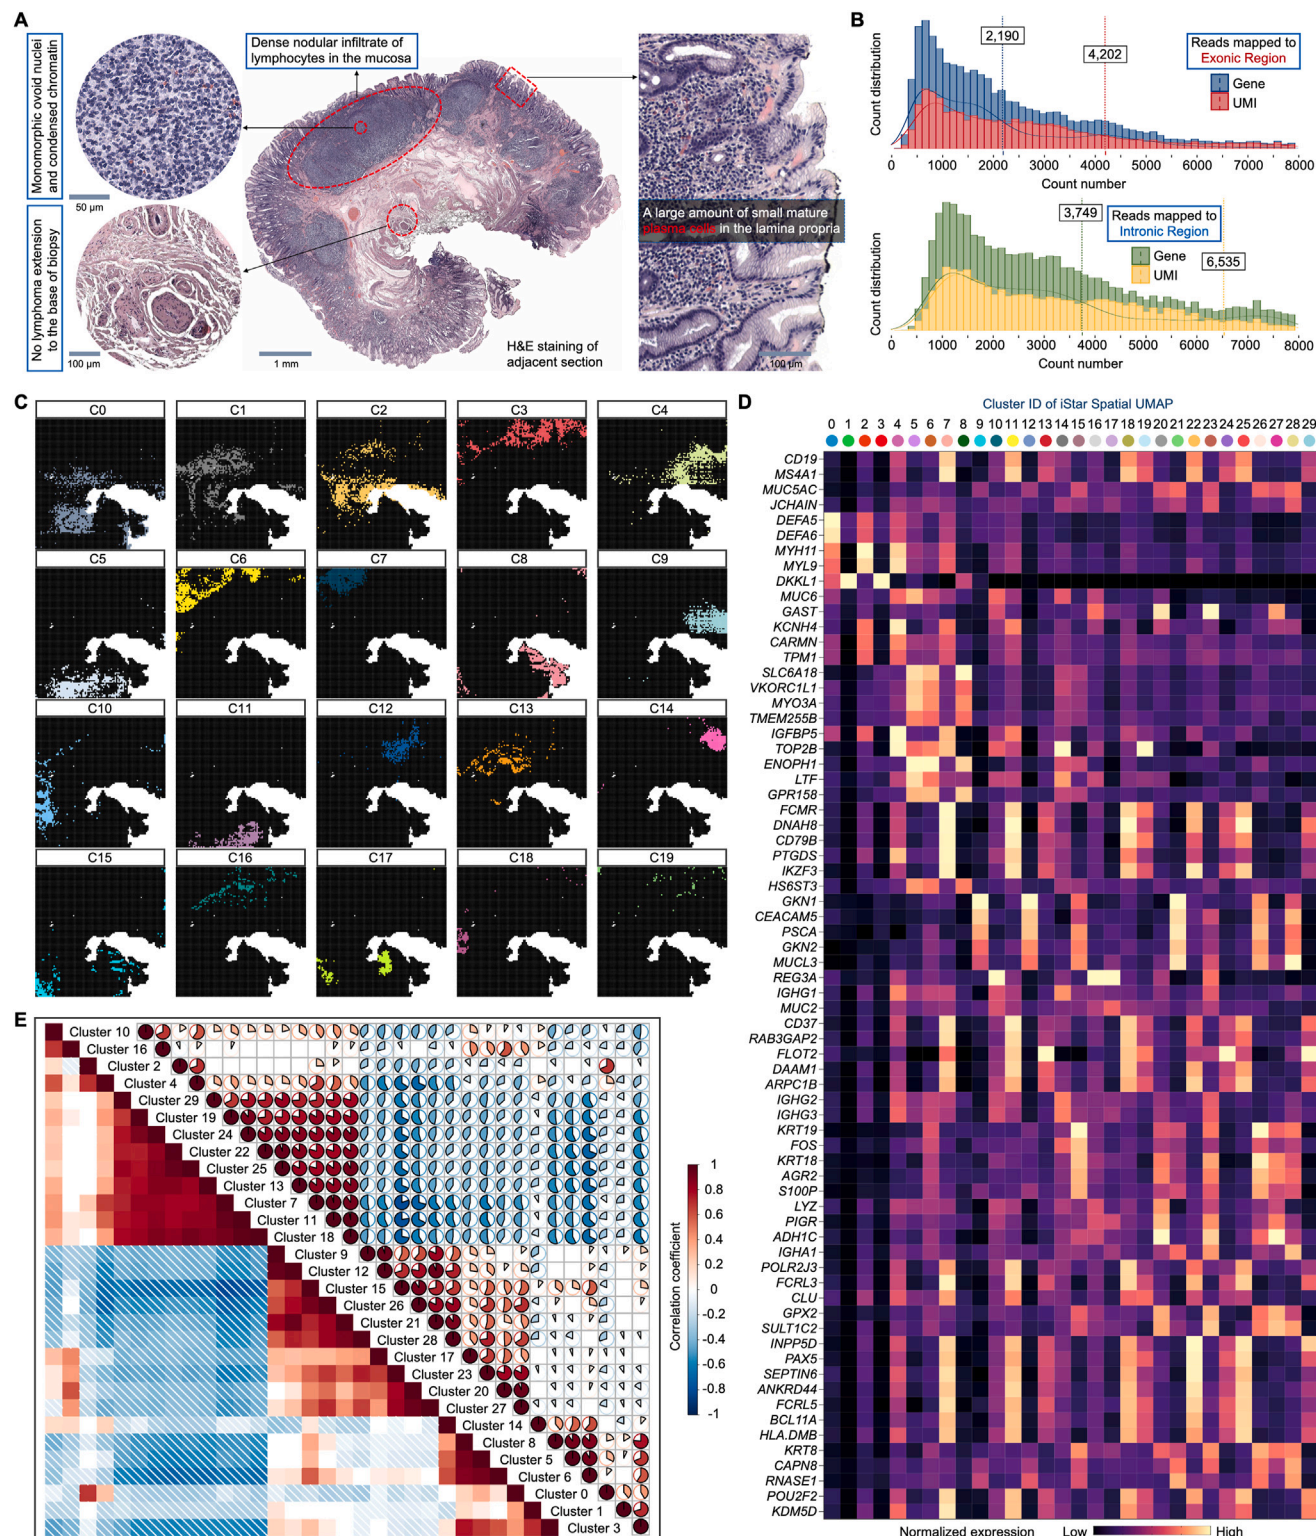 A
Monomorphic ovoid nuclei
and condensed chromatin
50 µm
No lymphoma extension
to the base of biopsy
100 µm
Dense nodular infiltrate of
lymphocytes in the mucosa
1 mm
H&E staining of
adjacent section
A large amount of small mature
plasma cells in the lamina propria
100 µm
B
Count distribution
2,190
4,202
Reads mapped to
Exonic Region
Gene
UMI
0 1000 2000 3000 4000 5000 6000 7000 8000
Count number
Count distribution
3,749
6,535
Reads mapped to
Intronic Region
Gene
UMI
0 1000 2000 3000 4000 5000 6000 7000 8000
Count number
C
C0 C1 C2 C3 C4
C5 C6 C7 C8 C9
C10 C11 C12 C13 C14
C15 C16 C17 C18 C19
D
Cluster ID of iStar Spatial UMAP
0 1 2 3 4 5 6 7 8 9 10 11 12 13 14 15 16 17 18 19 20 21 22 23 24 25 26 27 28 29
CD19
MS4A1
MUC5AC
JCHAIN
DEFA5
DEFA6
MYH11
MYL9
DKKL1
MUC6
GAST
KCNH4
CARMN
TPM1
SLC6A18
VKORC1L1
MYO3A
TMEM255B
IGFBP5
TOP2B
ENOPH1
LTF
GPR158
FCMR
DNAH8
CD79B
PTGDS
IKZF3
HS6ST3
GKN1
CEACAM5
PSCA
GKN2
MUCL3
REG3A
IGHG1
MUC2
CD37
RAB3GAP2
FLOT2
DAAM1
ARPC1B
IGHG2
IGHG3
KRT19
FOS
KRT18
AGR2
S100P
LYZ
PIGR
ADH1C
IGHA1
POLR2J3
FCRL3
CLU
GPX2
SULT1C2
INPP5D
PAX5
SEPTIN6
ANKRD44
FCRL5
BCL11A
HLA.DMB
KRT8
CAPN8
RNASE1
POU2F2
KDM5D
Normalized expression Low High
E
Cluster 10
Cluster 16
Cluster 2
Cluster 4
Cluster 29
Cluster 19
Cluster 24
Cluster 22
Cluster 25
Cluster 13
Cluster 7
Cluster 11
Cluster 18
Cluster 9
Cluster 12
Cluster 15
Cluster 26
Cluster 21
Cluster 28
Cluster 17
Cluster 23
Cluster 20
Cluster 27
Cluster 14
Cluster 8
Cluster 5
Cluster 6
Cluster 0
Cluster 1
Cluster 3
1
0.8
0.6
0.4
0.2
0
-0.2
-0.4
-0.6
-0.8
-1
Correlation coefficient